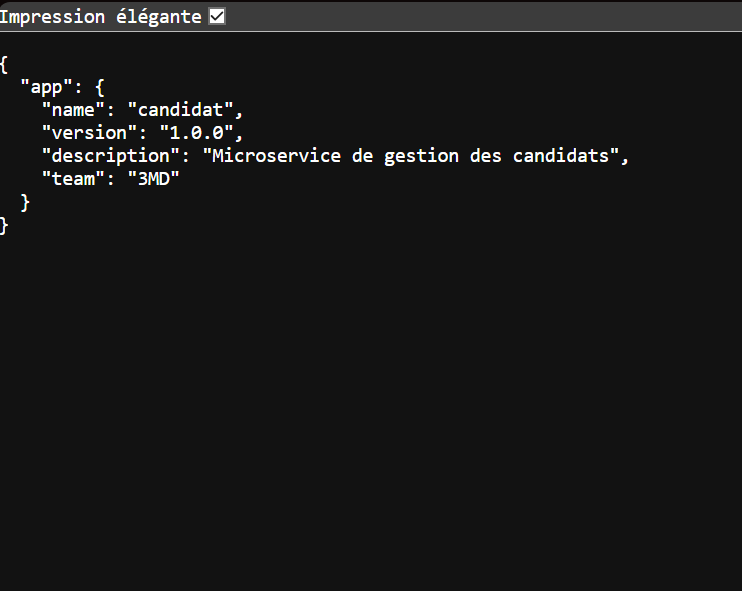 Impression élégante
{
  "app": {
    "name": "candidat",
    "version": "1.0.0",
    "description": "Microservice de gestion des candidats",
    "team": "3MD"
  }
}